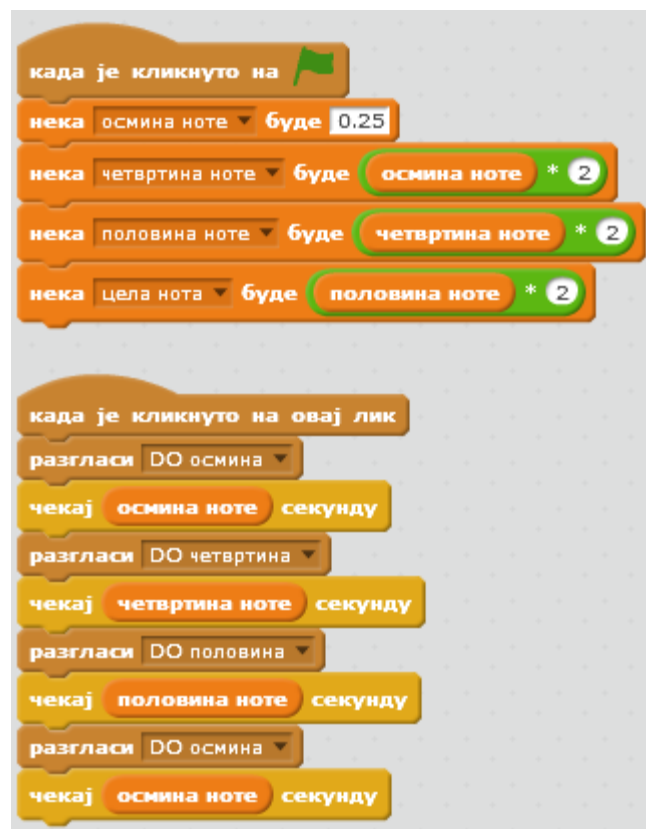 када је кликнуто на
нека осмина ноте буде 0.25
нека четвртина ноте буде осмина ноте * 2
нека половина ноте буде четвртина ноте * 2
нека цела нота буде половина ноте * 2
када је кликнуто на овај лик
разгласи DO осмина
чекај осмина ноте секунду
разгласи DO четвртина
чекај четвртина ноте секунду
разгласи DO половина
чекај половина ноте секунду
разгласи DO осмина
чекај осмина ноте секунду